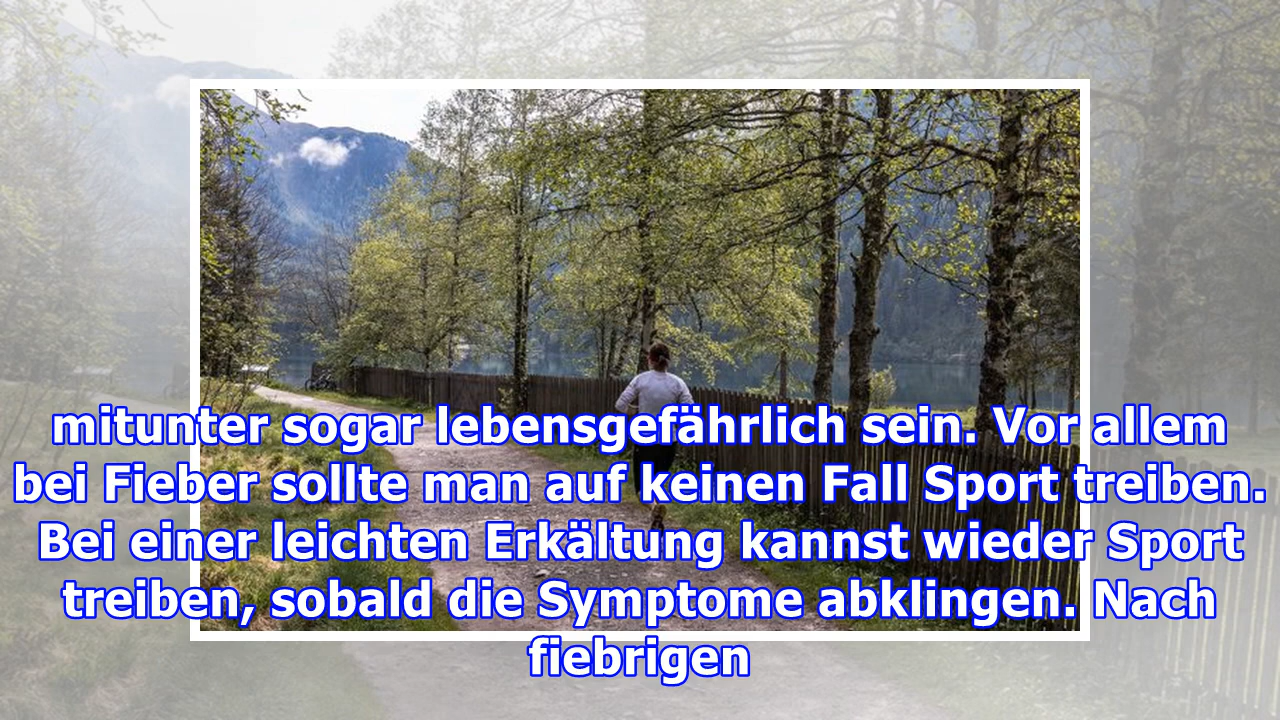 mitunter sogar lebensgefährlich sein. Vor allem
bei Fieber sollte man auf keinen Fall Sport treiben.
Bei einer leichten Erkältung kannst wieder Sport
treiben, sobald die Symptome abklingen. Nach
fiebrigen